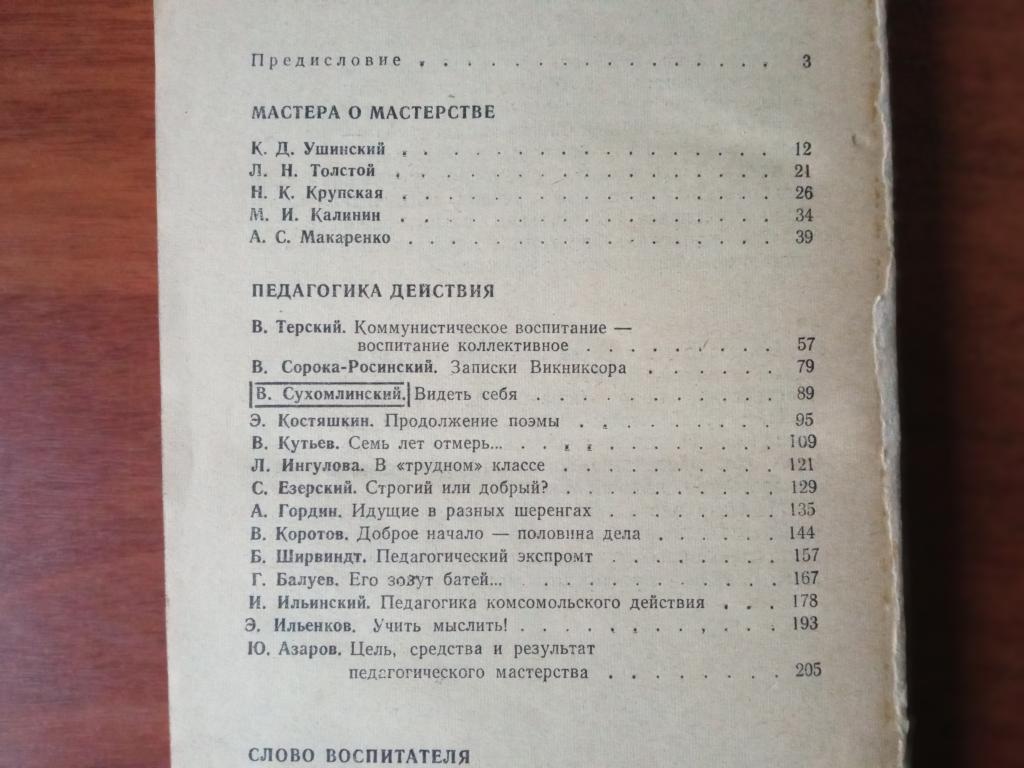 Предисловие . . . . . . . . . . . . . . . . 3
МАСТЕРА О МАСТЕРСТВЕ
К. Д. Ушинский . . . . . . . . . . . . . . . . 12
Л. Н. Толстой . . . . . . . . . . . . . . . . 21
Н. К. Крупская . . . . . . . . . . . . . . . . 26
М. И. Калинин . . . . . . . . . . . . . . . . 34
А. С. Макаренко . . . . . . . . . . . . . . . . 39
ПЕДАГОГИКА ДЕЙСТВИЯ
В. Терский. Коммунистическое воспитание —
воспитание коллективное . . . . . . . . 57
В. Сорока-Росинский. Записки Викниксора . . . . . . 79
В. Сухомлинский. Видеть себя . . . . . . . . . . 89
Э. Костяшкин. Продолжение поэмы . . . . . . . . 95
В. Кутьев. Семь лет отмерь... . . . . . . . . . . 109
Л. Ингулова. В «трудном» классе . . . . . . . . . 121
С. Езерский. Строгий или добрый? . . . . . . . . . 129
А. Гордин. Идущие в разных шеренгах . . . . . . . 135
В. Коротов. Доброе начало — половина дела . . . . . . 144
Б. Ширвиндт. Педагогический экспромт . . . . . . . 157
Г. Балуев. Его зовут батей... . . . . . . . . . . 167
И. Ильинский. Педагогика комсомольского действия . . . 178
Э. Ильенков. Учить мыслить! . . . . . . . . . . 193
Ю. Азаров. Цель, средства и результат
педагогического мастерства . . . . . . . . 205
СЛОВО ВОСПИТАТЕЛЯ